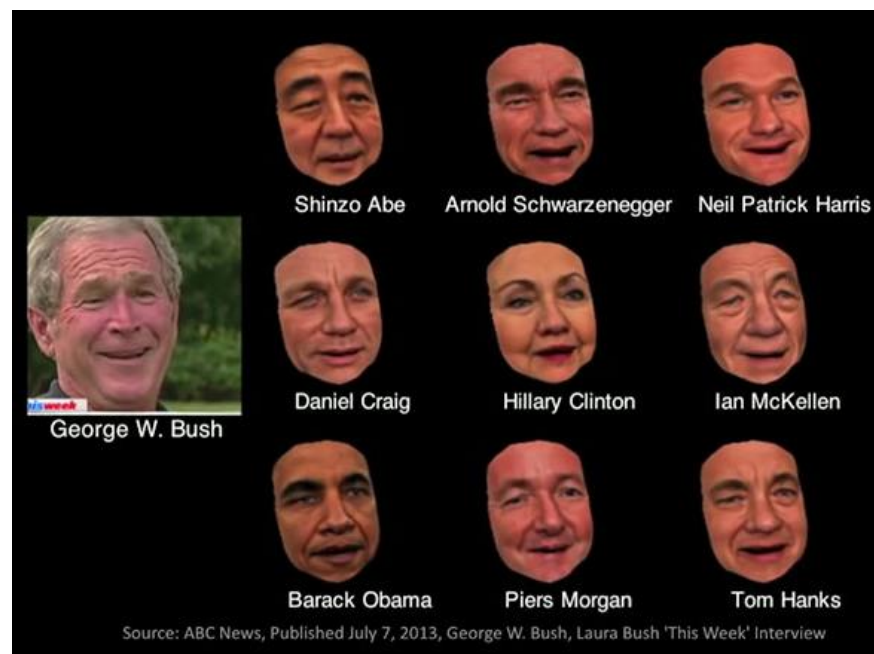 Shinzo Abe
Arnold Schwarzenegger
Neil Patrick Harris
Daniel Craig
Hillary Clinton
Ian McKellen
isweek
George W. Bush
Barack Obama
Piers Morgan
Tom Hanks
Source: ABC News, Published July 7, 2013, George W. Bush, Laura Bush 'This Week' Interview